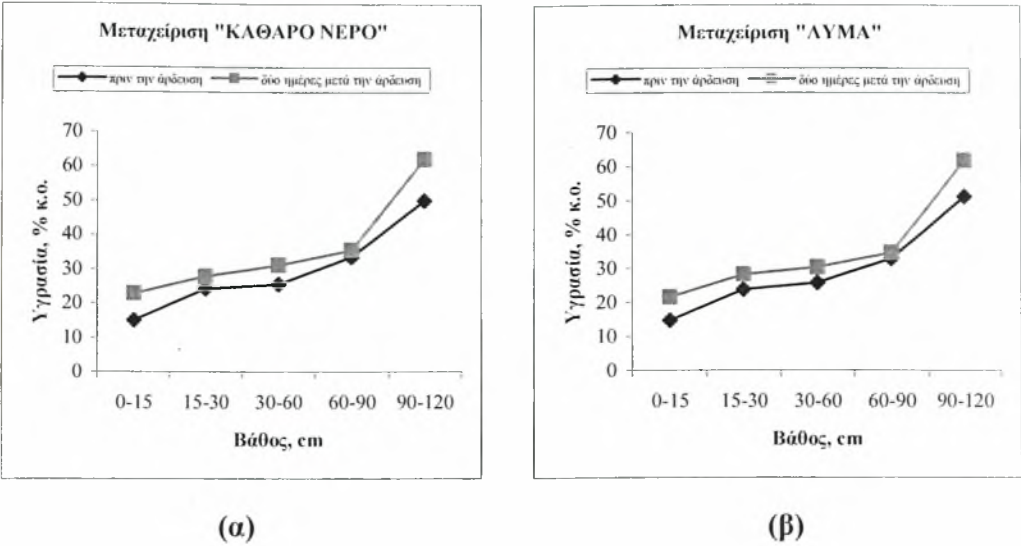 Μεταχείριση "ΚΑΘΑΡΟ ΝΕΡΟ"
πριν την άρδευση δύο ημέρες μετά την άρδευση
70
60
50
40
30
20
10
0
Υγρασία, % κ.ο.
0-15 15-30 30-60 60-90 90-120
Βάθος, cm
(α)
Μεταχείριση "ΛΥΜΑ"
πριν την άρδευση δύο ημέρες μετά την άρδευση
70
60
50
40
30
20
10
0
Υγρασία, % κ.ο.
0-15 15-30 30-60 60-90 90-120
Βάθος, cm
(β)